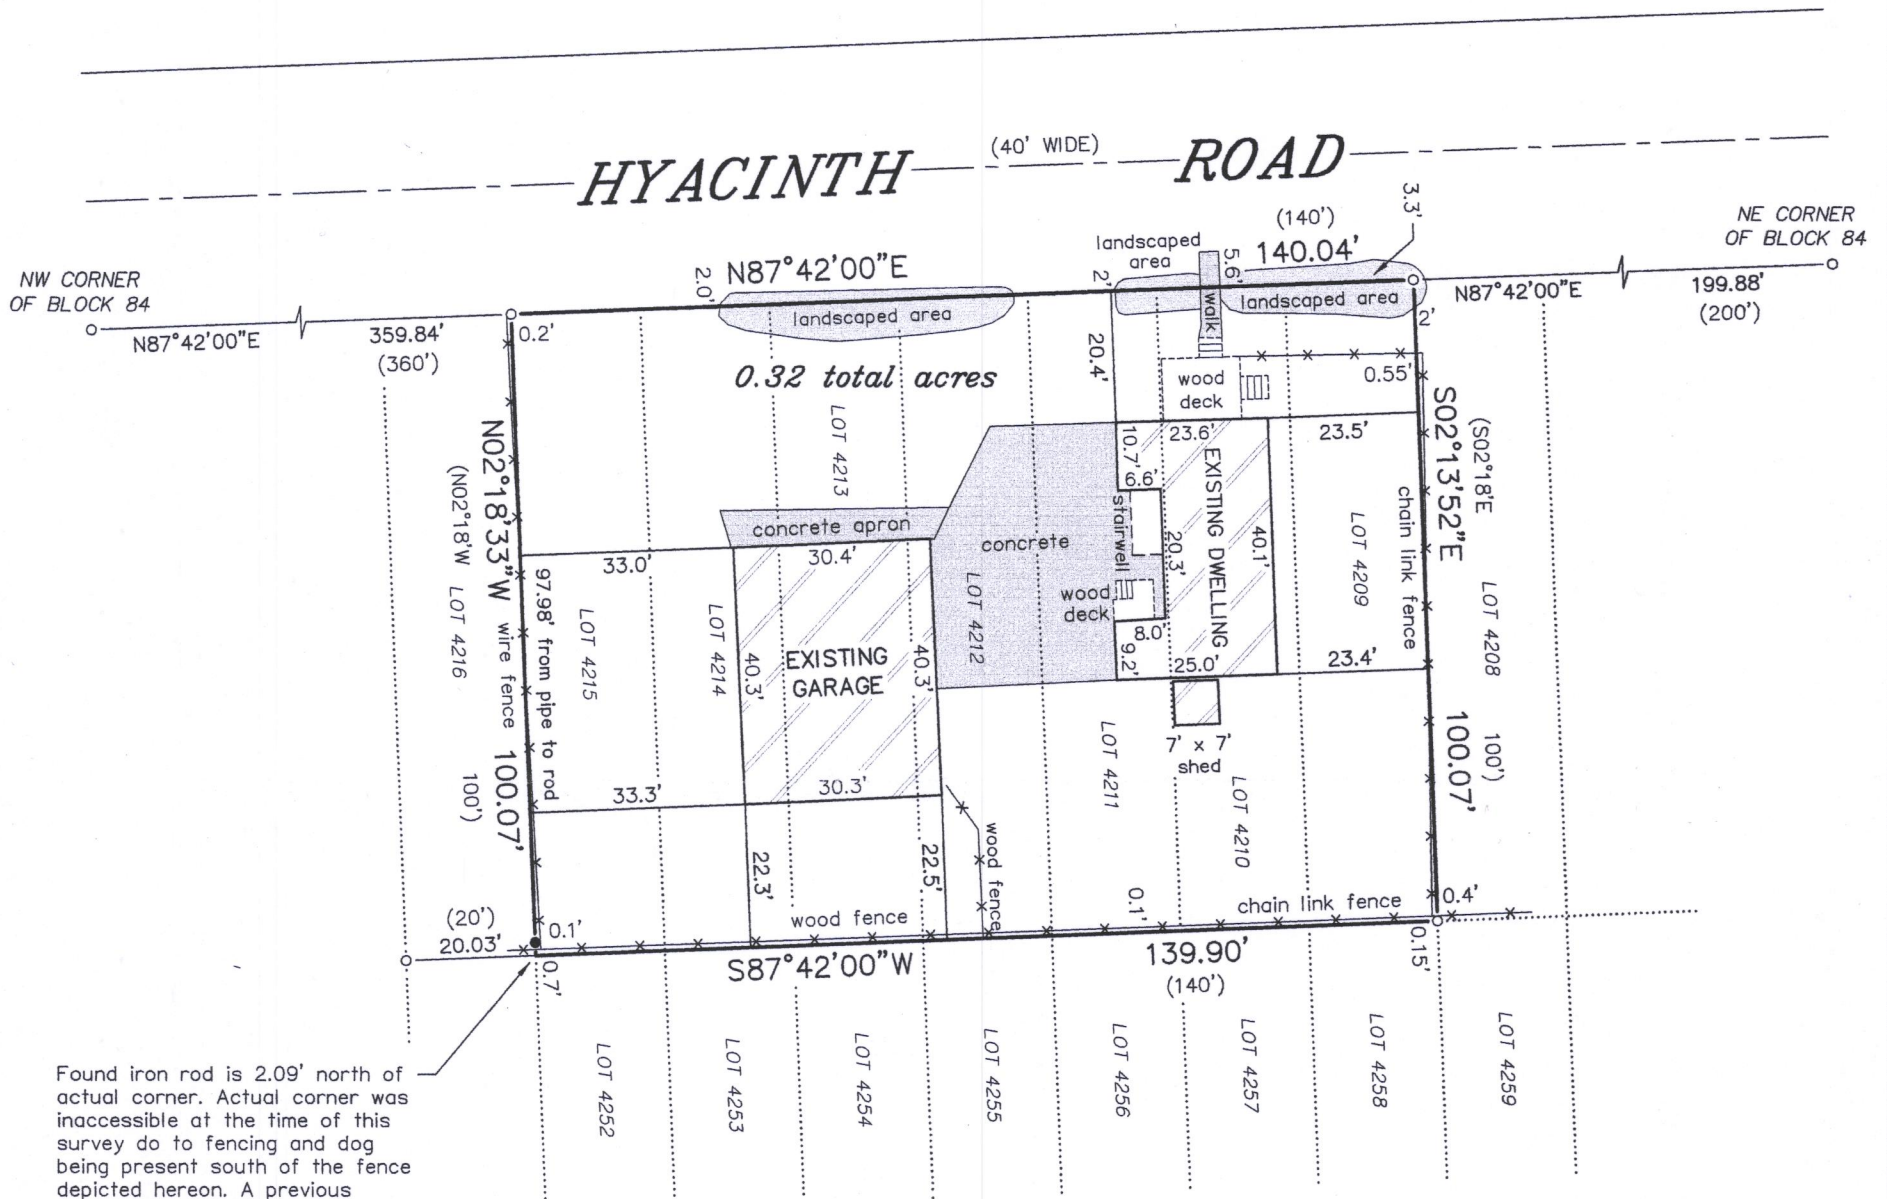 HYACINTH (40' WIDE) ROAD
NW CORNER
OF BLOCK 84
NE CORNER
OF BLOCK 84
N87°42'00"E
359.84'
(360')
0.2'
2.0'
N87°42'00"E
landscaped area
landscaped
area
2'
5.6'
walk
(140')
140.04'
3.3'
landscaped area
2'
N87°42'00"E
199.88'
(200')
0.32 total acres
20.4'
wood
deck
0.55'
N02°18'33"W wire fence 100.07'
(N02°18'W
100')
LOT 4216
97.98' from pipe to rod
LOT 4215
LOT 4214
LOT 4213
LOT 4212
LOT 4211
LOT 4210
LOT 4209
LOT 4208
33.0'
concrete apron
30.4'
40.3'
EXISTING
GARAGE
40.3'
33.3'
30.3'
22.3'
22.5'
concrete
10.7'
23.6'
6.6'
stairwell
20.3'
EXISTING DWELLING
40.1'
wood
deck
8.0'
9.2'
25.0'
23.5'
23.4'
7' x 7'
shed
chain link fence
S02°13'52"E
100.07'
(S02°18'E
100')
wood fence
wood fence
0.1'
chain link fence
0.4'
0.15'
(20')
20.03'
0.1'
0.7'
S87°42'00"W
139.90'
(140')
LOT 4252
LOT 4253
LOT 4254
LOT 4255
LOT 4256
LOT 4257
LOT 4258
LOT 4259
Found iron rod is 2.09' north of
actual corner. Actual corner was
inaccessible at the time of this
survey do to fencing and dog
being present south of the fence
depicted hereon. A previous